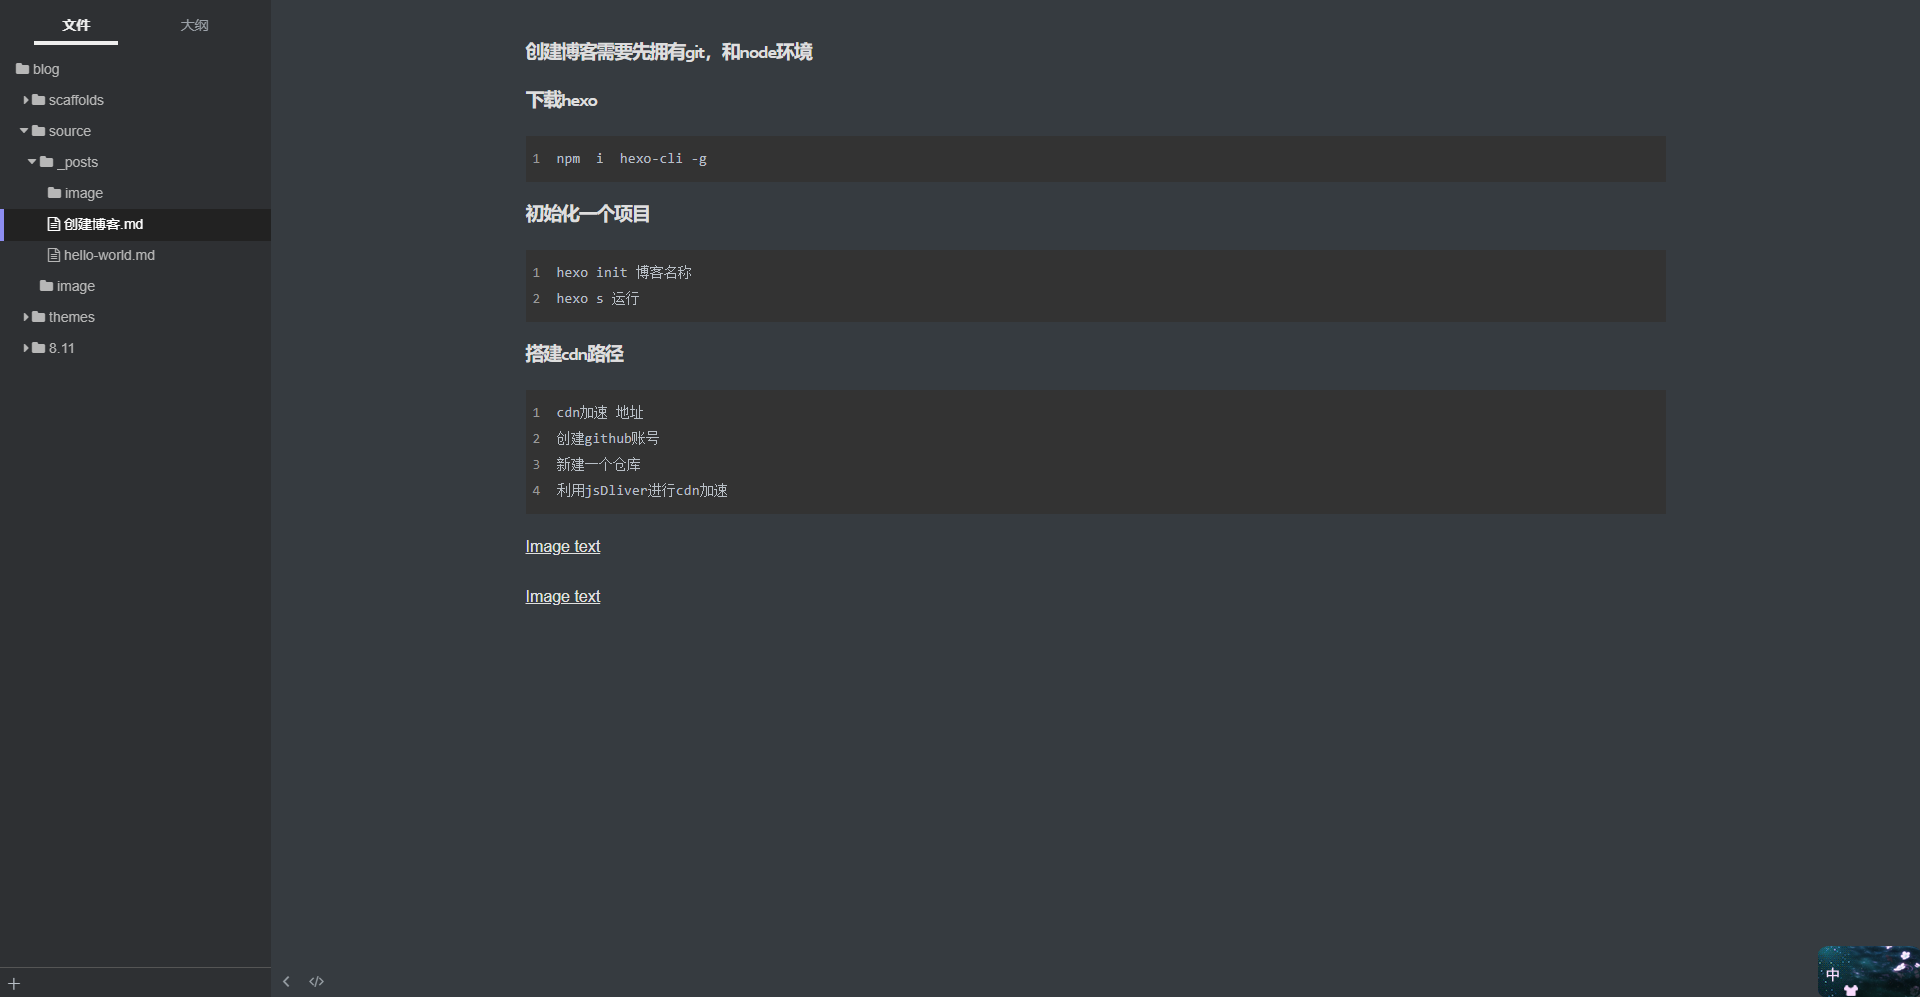 文件 大纲
blog
scaffolds
source
_posts
image
创建博客.md
hello-world.md
image
themes
8.11
创建博客需要先拥有git，和node环境
下载hexo
1 npm  i  hexo-cli -g
初始化一个项目
1 hexo init 博客名称
2 hexo s 运行
搭建cdn路径
1 cdn加速 地址
2 创建github账号
3 新建一个仓库
4 利用jsDliver进行cdn加速
Image text
Image text
中